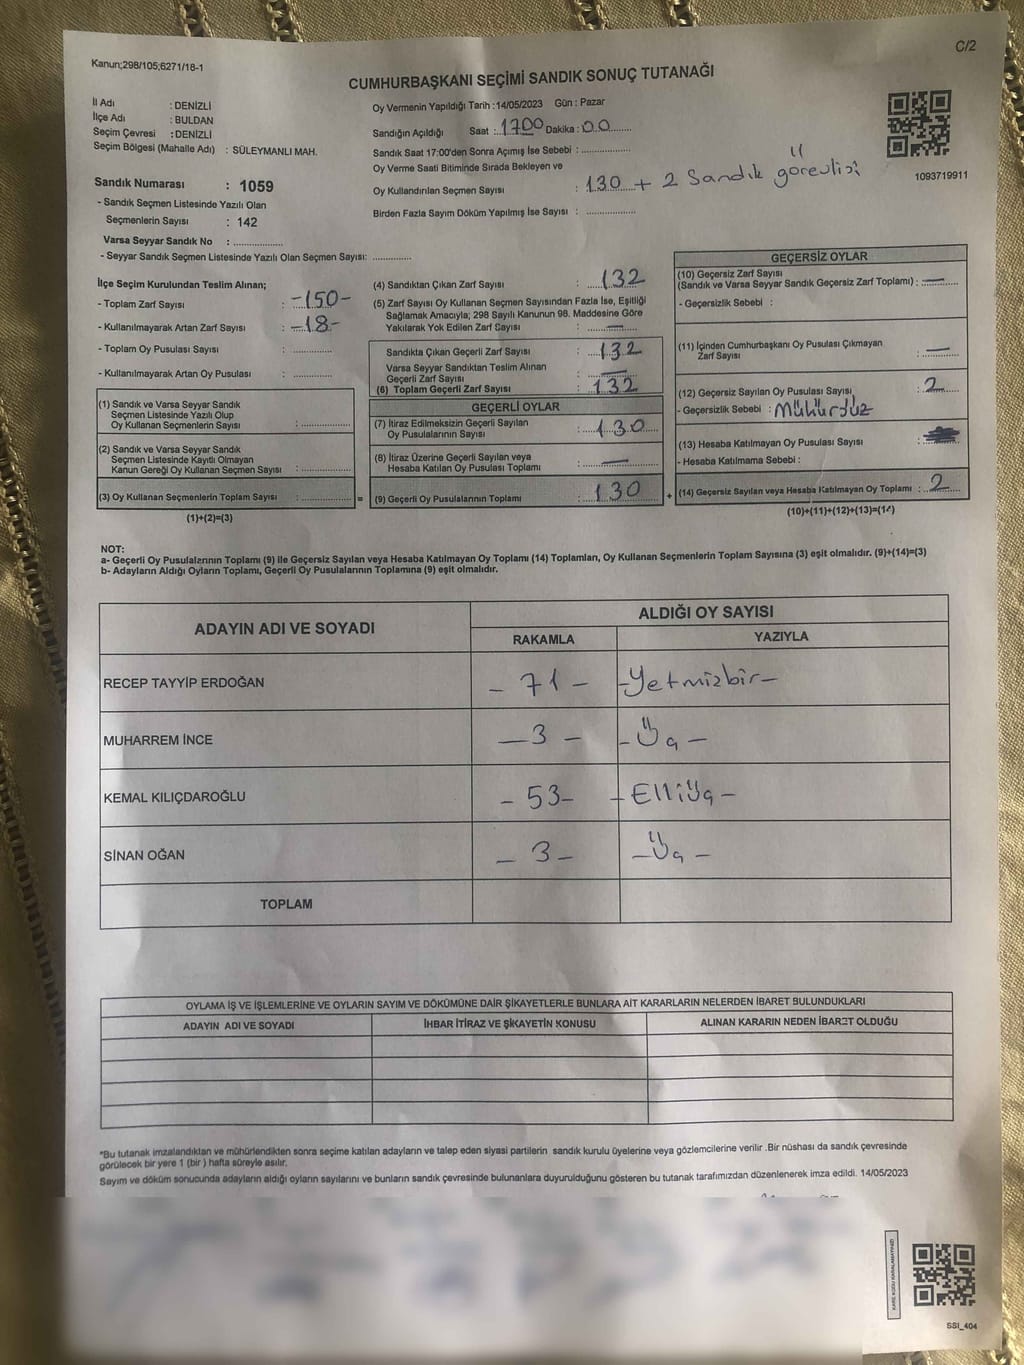 C/2
Kanun;298/105;6271/18-1
CUMHURBAŞKANI SEÇİMİ SANDIK SONUÇ TUTANAĞI
İl Adı : DENİZLİ
İlçe Adı : BULDAN
Seçim Çevresi : DENİZLİ
Seçim Bölgesi (Mahalle Adı) : SÜLEYMANLI MAH.
Sandık Numarası : 1059
- Sandık Seçmen Listesinde Yazılı Olan
Seçmenlerin Sayısı : 142
Varsa Seyyar Sandık No : ...............
- Seyyar Sandık Seçmen Listesinde Yazılı Olan Seçmen Sayısı: ............
Oy Vermenin Yapıldığı Tarih :14/05/2023 Gün : Pazar
Sandığın Açıldığı Saat :..1700 Dakika :00......
Sandık Saat 17:00'den Sonra Açımış İse Sebebi : ...............
Oy Verme Saati Bitiminde Sırada Bekleyen ve
Oy Kullandırılan Seçmen Sayısı : 130 + 2 Sandık görevlisi
Birden Fazla Sayım Döküm Yapılmış İse Sayısı : ...............
1093719911
İlçe Seçim Kurulundan Teslim Alınan;
- Toplam Zarf Sayısı : -150-
- Kullanılmayarak Artan Zarf Sayısı : -18-
- Toplam Oy Pusulası Sayısı : ............
- Kullanılmayarak Artan Oy Pusulası : ............
(1) Sandık ve Varsa Seyyar Sandık
Seçmen Listesinde Yazılı Olup
Oy Kullanan Seçmenlerin Sayısı : ...............
(2) Sandık ve Varsa Seyyar Sandık
Seçmen Listesinde Kayıtlı Olmayan
Kanun Gereği Oy Kullanan Seçmen Sayısı : ...............
(3) Oy Kullanan Seçmenlerin Toplam Sayısı : ............... =
(1)+(2)=(3)
(4) Sandıktan Çıkan Zarf Sayısı : 132
(5) Zarf Sayısı Oy Kullanan Seçmen Sayısından Fazla İse, Eşitliği
Sağlamak Amacıyla; 298 Sayılı Kanunun 98. Maddesine Göre
Yakılarak Yok Edilen Zarf Sayısı : —
Sandıkta Çıkan Geçerli Zarf Sayısı : 132
Varsa Seyyar Sandıktan Teslim Alınan
Geçerli Zarf Sayısı : —
(6) Toplam Geçerli Zarf Sayısı : 132
GEÇERLİ OYLAR
(7) İtiraz Edilmeksizin Geçerli Sayılan
Oy Pusulalarının Sayısı : 130
(8) İtiraz Üzerine Geçerli Sayılan veya
Hesaba Katılan Oy Pusulası Toplamı : —
(9) Geçerli Oy Pusulalarının Toplamı : 130 +
GEÇERSİZ OYLAR
(10) Geçersiz Zarf Sayısı
(Sandık ve Varsa Seyyar Sandık Geçersiz Zarf Toplamı) : —
- Geçersizlik Sebebi :
(11) İçinden Cumhurbaşkanı Oy Pusulası Çıkmayan
Zarf Sayısı : —
(12) Geçersiz Sayılan Oy Pusulası Sayısı : 2
- Geçersizlik Sebebi : Mühürsüz
(13) Hesaba Katılmayan Oy Pusulası Sayısı :
- Hesaba Katılmama Sebebi :
(14) Geçersiz Sayılan veya Hesaba Katılmayan Oy Toplamı : 2
(10)+(11)+(12)+(13)=(14)
NOT:
a- Geçerli Oy Pusulalarının Toplamı (9) ile Geçersiz Sayılan veya Hesaba Katılmayan Oy Toplamı (14) Toplamları, Oy Kullanan Seçmenlerin Toplam Sayısına (3) eşit olmalıdır. (9)+(14)=(3)
b- Adayların Aldığı Oyların Toplamı, Geçerli Oy Pusulalarının Toplamına (9) eşit olmalıdır.
ADAYIN ADI VE SOYADI ALDIĞI OY SAYISI
RAKAMLA YAZIYLA
RECEP TAYYİP ERDOĞAN - 71 - -Yetmizbir-
MUHARREM İNCE - 3 - - Üç -
KEMAL KILIÇDAROĞLU - 53- - Elliüç -
SİNAN OĞAN - 3- - Üç -
TOPLAM
OYLAMA İŞ VE İŞLEMLERİNE VE OYLARIN SAYIM VE DÖKÜMÜNE DAİR ŞİKAYETLERLE BUNLARA AİT KARARLARIN NELERDEN İBARET BULUNDUKLARI
ADAYIN ADI VE SOYADI İHBAR İTİRAZ VE ŞİKAYETİN KONUSU ALINAN KARARIN NEDEN İBARET OLDUĞU
*Bu tutanak imzalandıktan ve mühürlendikten sonra seçime katılan adayların ve talep eden siyasi partilerin sandık kurulu üyelerine veya gözlemcilerine verilir .Bir nüshası da sandık çevresinde
görülecek bir yere 1 (bir ) hafta süreyle asılır.
Sayım ve döküm sonucunda adayların aldığı oyların sayılarını ve bunların sandık çevresinde bulunanlara duyurulduğunu gösteren bu tutanak tarafımızdan düzenlenerek imza edildi. 14/05/2023
KARE KODU KARALAMAYINIZ!
SSI_404